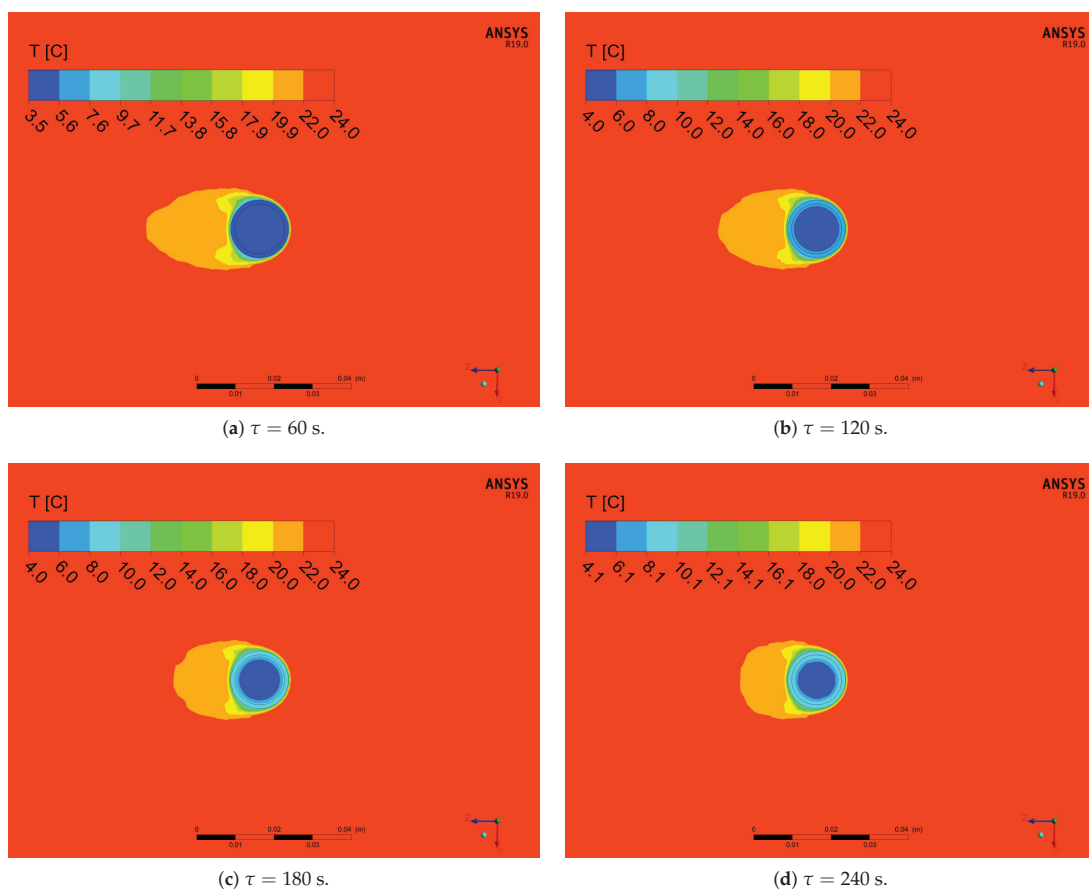 ANSYS
R19.0
T [C]
3.5 5.6 7.6 9.7 11.7 13.8 15.8 17.9 19.9 22.0 24.0
0 0.02 0.04 (m)
0.01 0.03
Z
(a) τ = 60 s.
ANSYS
R19.0
T [C]
4.0 6.0 8.0 10.0 12.0 14.0 16.0 18.0 20.0 22.0 24.0
0 0.02 0.04 (m)
0.01 0.03
Z
(b) τ = 120 s.
ANSYS
R19.0
T [C]
4.0 6.0 8.0 10.0 12.0 14.0 16.0 18.0 20.0 22.0 24.0
0 0.02 0.04 (m)
0.01 0.03
Z
(c) τ = 180 s.
ANSYS
R19.0
T [C]
4.1 6.1 8.1 10.1 12.1 14.1 16.1 18.0 20.0 22.0 24.0
0 0.02 0.04 (m)
0.01 0.03
Z
(d) τ = 240 s.